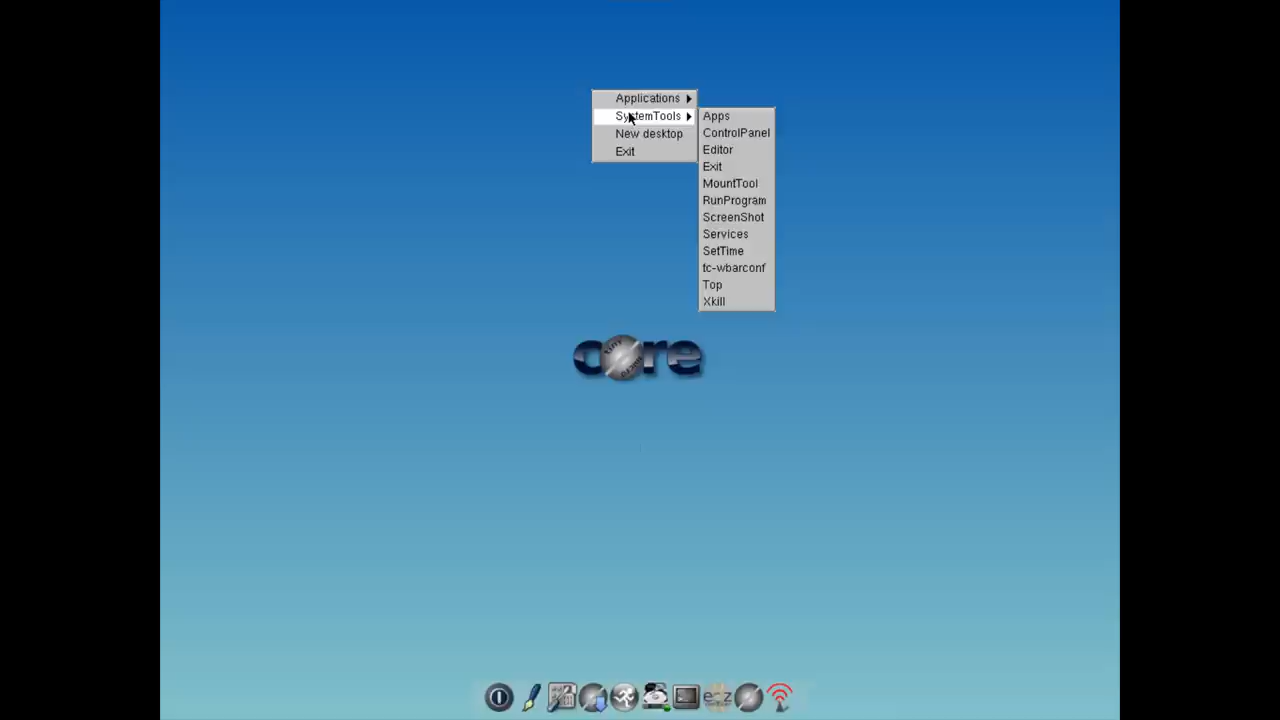 Applications
SystemTools
New desktop
Exit
Apps
ControlPanel
Editor
Exit
MountTool
RunProgram
ScreenShot
Services
SetTime
tc-wbarconf
Top
Xkill
core
tiny